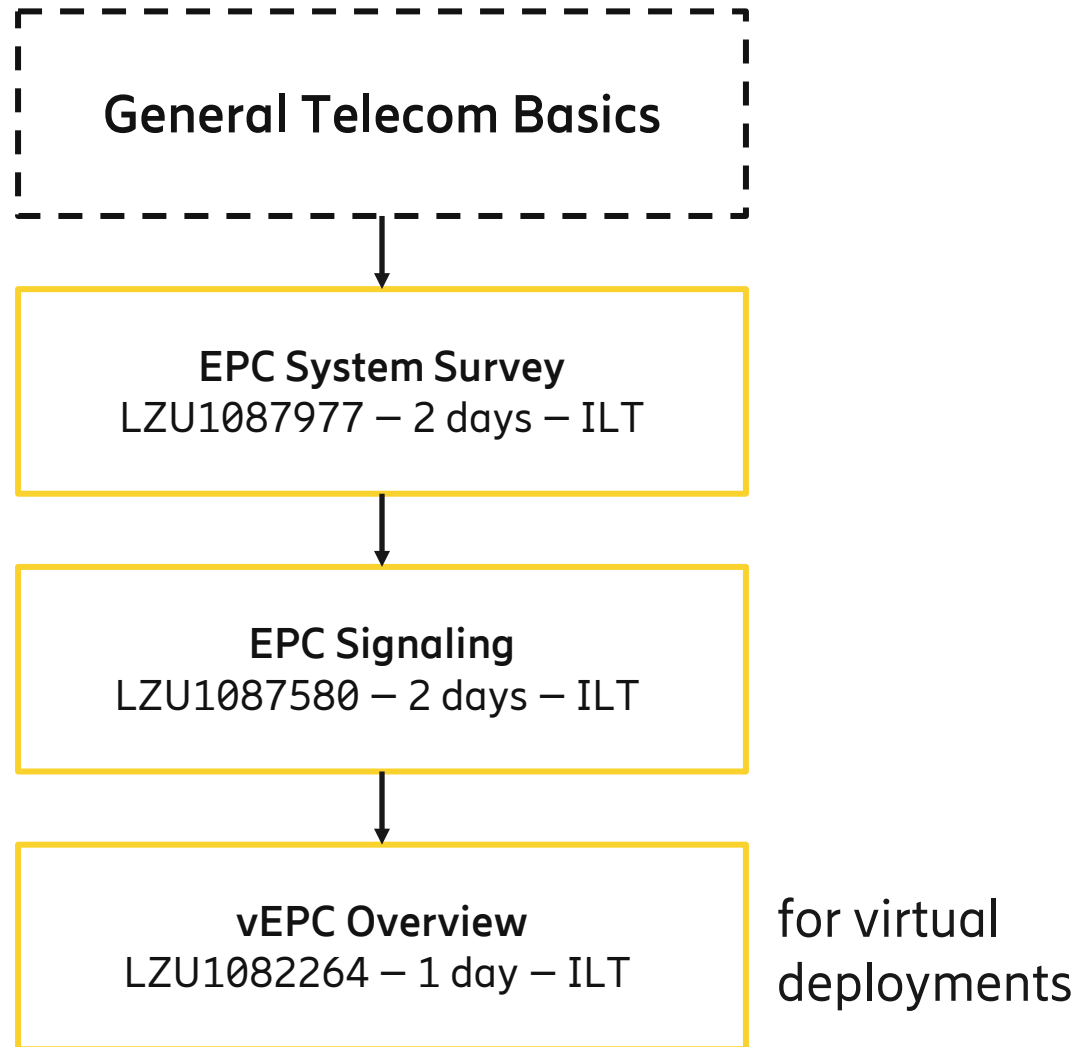 General Telecom Basics
EPC System Survey
LZU1087977 – 2 days – ILT
EPC Signaling
LZU1087580 – 2 days – ILT
vEPC Overview
LZU1082264 – 1 day – ILT
for virtual
deployments